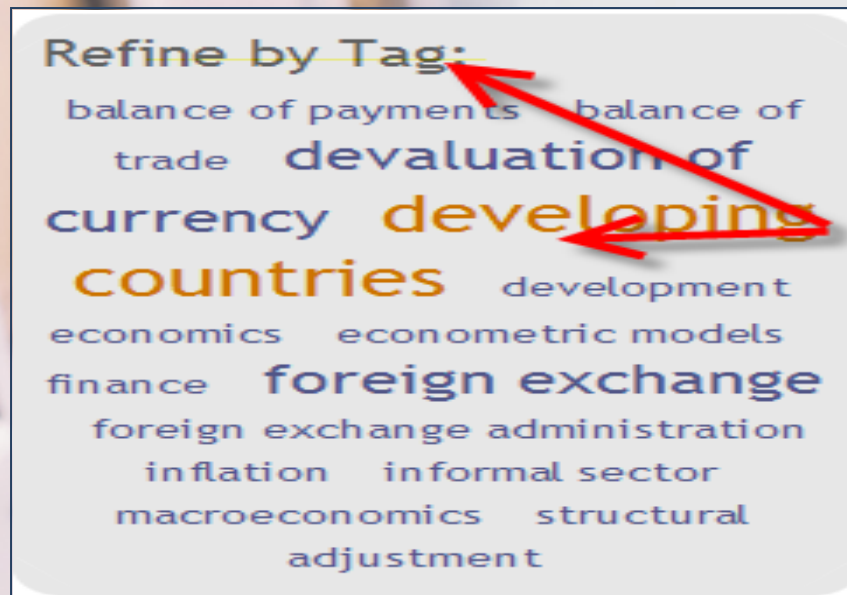 Refine by Tag:
balance of payments balance of
trade devaluation of
currency developing
countries development
economics econometric models
finance foreign exchange
foreign exchange administration
inflation informal sector
macroeconomics structural
adjustment